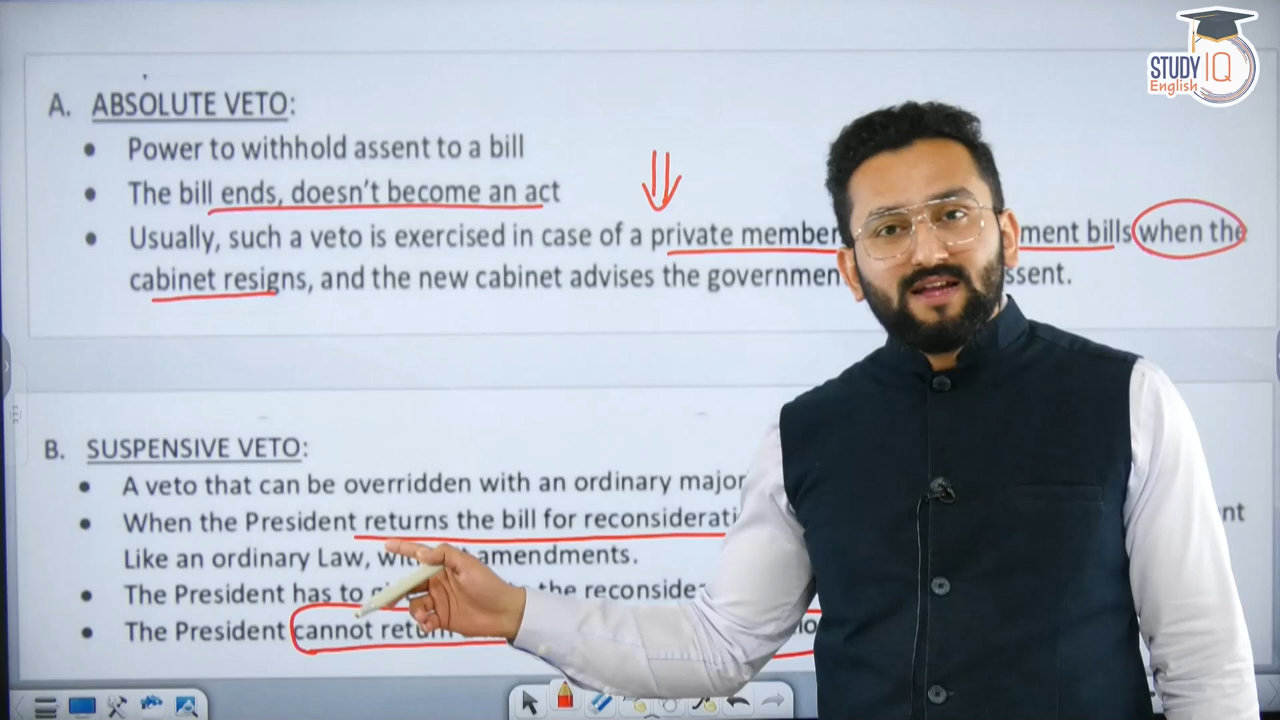 STUDY IQ
English
A. ABSOLUTE VETO:
• Power to withhold assent to a bill
• The bill ends, doesn't become an act
• Usually, such a veto is exercised in case of a private member ment bills when the
cabinet resigns, and the new cabinet advises the governmen ssent.
B. SUSPENSIVE VETO:
• A veto that can be overridden with an ordinary major
• When the President returns the bill for reconsiderati nt
Like an ordinary Law, amendments.
• The President has to the reconside
• The President cannot return